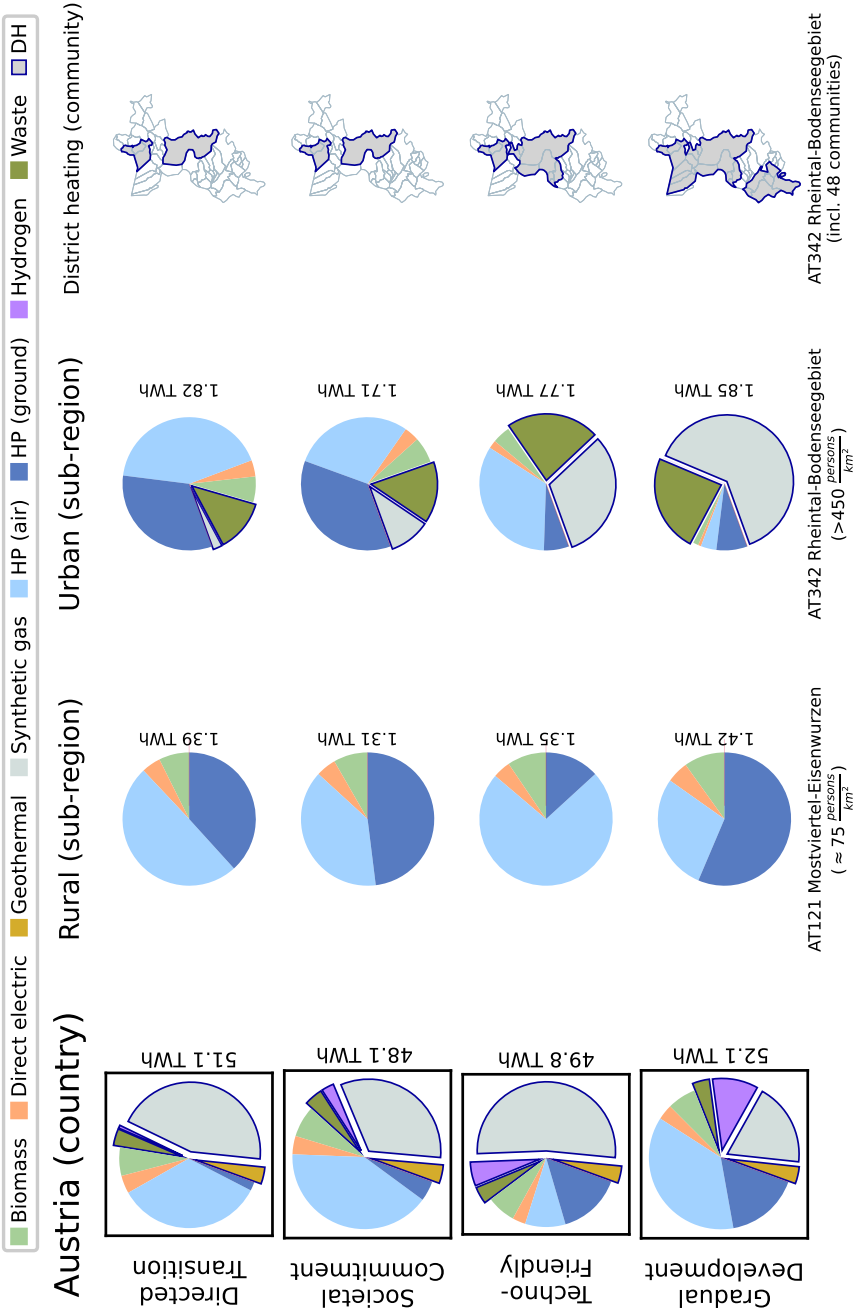 Biomass Direct electric Geothermal Synthetic gas HP (air) HP (ground) Hydrogen Waste DH
Austria (country) Rural (sub-region) Urban (sub-region) District heating (community)
Directed
Transition
51.1 TWh
1.39 TWh
1.82 TWh
Societal
Commitment
48.1 TWh
1.31 TWh
1.71 TWh
Techno-
Friendly
49.8 TWh
1.35 TWh
1.77 TWh
Gradual
Development
52.1 TWh
1.42 TWh
1.85 TWh
AT121 Mostviertel-Eisenwurzen
(≈75 persons/km²)
AT342 Rheintal-Bodenseegebiet
(>450 persons/km²)
AT342 Rheintal-Bodenseegebiet
(incl. 48 communities)